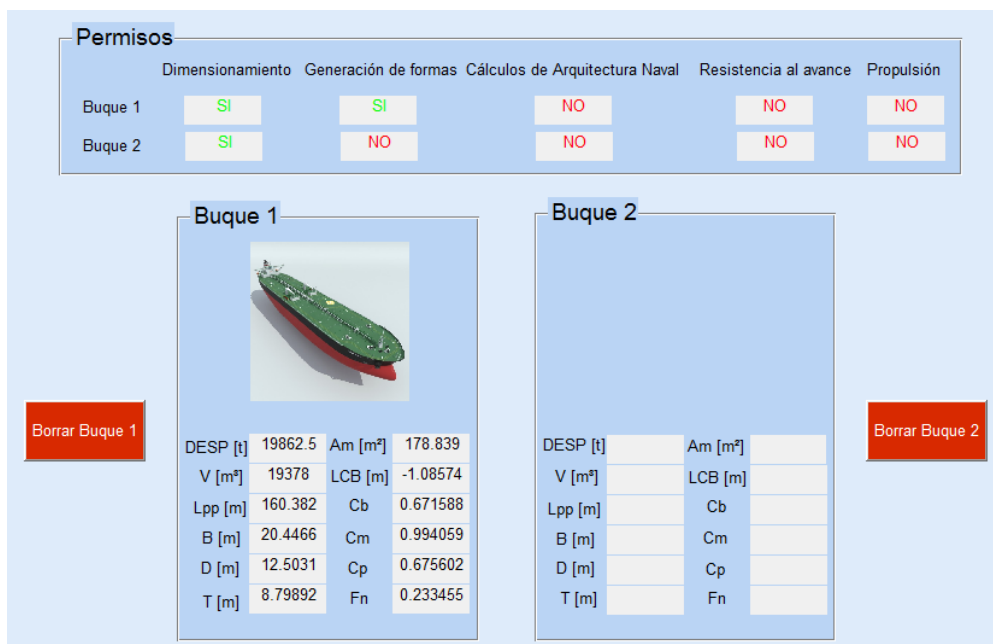 Permisos
Dimensionamiento Generación de formas Cálculos de Arquitectura Naval Resistencia al avance Propulsión
Buque 1 SI SI NO NO NO
Buque 2 SI NO NO NO NO
Buque 1
DESP [t] 19862.5 Am [m²] 178.839
V [m³] 19378 LCB [m] -1.08574
Lpp [m] 160.382 Cb 0.671588
B [m] 20.4466 Cm 0.994059
D [m] 12.5031 Cp 0.675602
T [m] 8.79892 Fn 0.233455
Borrar Buque 1
Buque 2
DESP [t] Am [m²]
V [m³] LCB [m]
Lpp [m] Cb
B [m] Cm
D [m] Cp
T [m] Fn
Borrar Buque 2